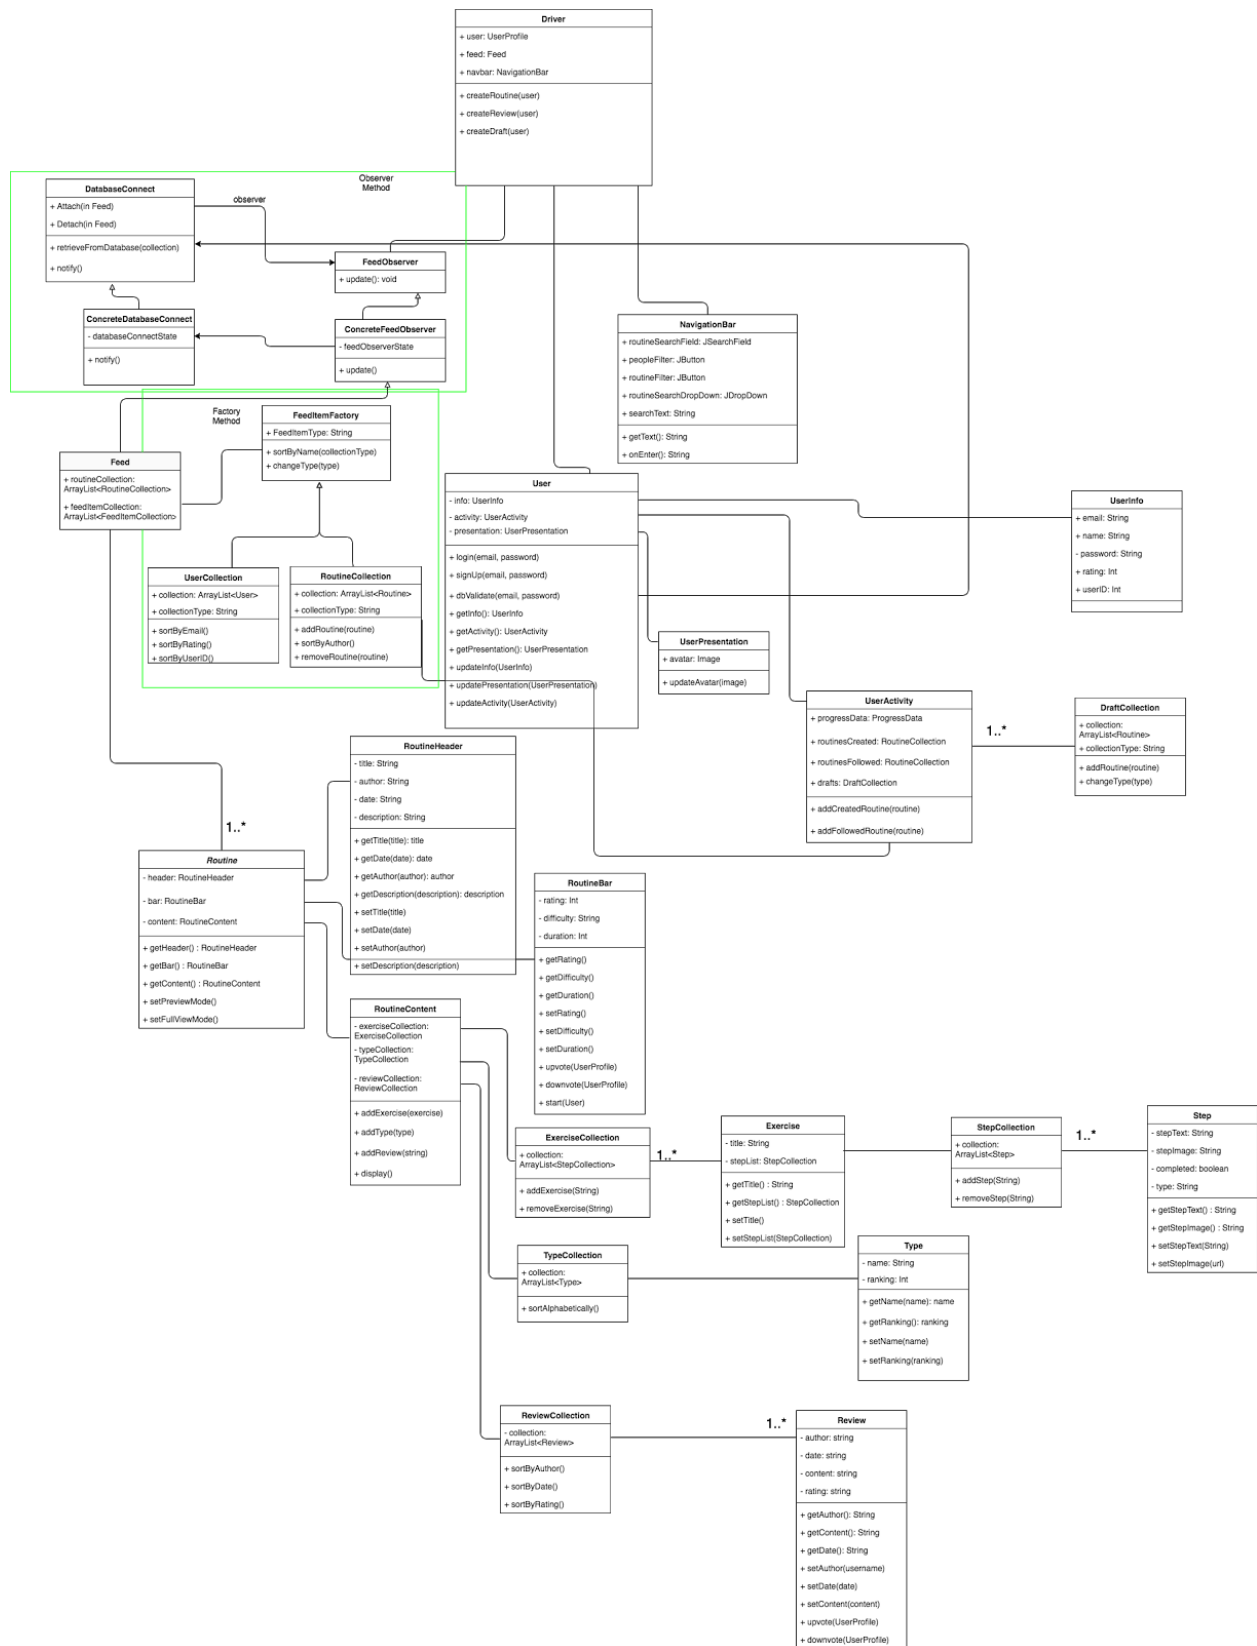 Driver
+ user: UserProfile
+ feed: Feed
+ navbar: NavigationBar
+ createRoutine(user)
+ createReview(user)
+ createDraft(user)
Observer
Method
DatabaseConnect
+ Attach(in Feed)
+ Detach(in Feed)
+ retrieveFromDatabase(collection)
+ notify()
observer
FeedObserver
+ update(): void
ConcreteDatabaseConnect
- databaseConnectState
+ notify()
ConcreteFeedObserver
- feedObserverState
+ update()
NavigationBar
+ routineSearchField: JSearchField
+ peopleFilter: JButton
+ routineFilter: JButton
+ routineSearchDropDown: JDropDown
+ searchText: String
+ getText(): String
+ onEnter(): String
Factory
Method
FeedItemFactory
+ FeedItemType: String
+ sortByName(collectionType)
+ changeType(type)
Feed
+ routineCollection:
ArrayList<RoutineCollection>
+ feedItemCollection:
ArrayList<FeedItemCollection>
User
- info: UserInfo
- activity: UserActivity
- presentation: UserPresentation
+ login(email, password)
+ signUp(email, password)
+ dbValidate(email, password)
+ getInfo(): UserInfo
+ getActivity(): UserActivity
+ getPresentation(): UserPresentation
+ updateInfo(UserInfo)
+ updatePresentation(UserPresentation)
+ updateActivity(UserActivity)
UserInfo
+ email: String
+ name: String
- password: String
+ rating: Int
+ userID: Int
UserCollection
+ collection: ArrayList<User>
+ collectionType: String
+ sortByEmail()
+ sortByRating()
+ sortByUserID()
RoutineCollection
+ collection: ArrayList<Routine>
+ collectionType: String
+ addRoutine(routine)
+ sortByAuthor()
+ removeRoutine(routine)
UserPresentation
+ avatar: Image
+ updateAvatar(image)
UserActivity
+ progressData: ProgressData
+ routinesCreated: RoutineCollection
+ routinesFollowed: RoutineCollection
+ drafts: DraftCollection
+ addCreatedRoutine(routine)
+ addFollowedRoutine(routine)
1..*
DraftCollection
+ collection:
ArrayList<Routine>
+ collectionType: String
+ addRoutine(routine)
+ changeType(type)
RoutineHeader
- title: String
- author: String
- date: String
- description: String
+ getTitle(title): title
+ getDate(date): date
+ getAuthor(author): author
+ getDescription(description): description
+ setTitle(title)
+ setDate(date)
+ setAuthor(author)
+ setDescription(description)
1..*
Routine
- header: RoutineHeader
- bar: RoutineBar
- content: RoutineContent
+ getHeader() : RoutineHeader
+ getBar() : RoutineBar
+ getContent() : RoutineContent
+ setPreviewMode()
+ setFullViewMode()
RoutineBar
- rating: Int
- difficulty: String
- duration: Int
+ getRating()
+ getDifficulty()
+ getDuration()
+ setRating()
+ setDifficulty()
+ setDuration()
+ upvote(UserProfile)
+ downvote(UserProfile)
+ start(User)
RoutineContent
- exerciseCollection:
ExerciseCollection
- typeCollection:
TypeCollection
- reviewCollection:
ReviewCollection
+ addExercise(exercise)
+ addType(type)
+ addReview(string)
+ display()
ExerciseCollection
+ collection:
ArrayList<StepCollection>
+ addExercise(String)
+ removeExercise(String)
1..*
Exercise
- title: String
- stepList: StepCollection
+ getTitle() : String
+ getStepList() : StepCollection
+ setTitle()
+ setStepList(StepCollection)
StepCollection
+ collection:
ArrayList<Step>
+ addStep(String)
+ removeStep(String)
1..*
Step
- stepText: String
- stepImage: String
- completed: boolean
- type: String
+ getStepText() : String
+ getStepImage() : String
+ setStepText(String)
+ setStepImage(url)
TypeCollection
+ collection:
ArrayList<Type>
+ sortAlphabetically()
Type
- name: String
- ranking: Int
+ getName(name): name
+ getRanking(): ranking
+ setName(name)
+ setRanking(ranking)
ReviewCollection
- collection:
ArrayList<Review>
+ sortByAuthor()
+ sortByDate()
+ sortByRating()
1..*
Review
- author: string
- date: string
- content: string
- rating: string
+ getAuthor(): String
+ getContent(): String
+ getDate(): String
+ setAuthor(username)
+ setDate(date)
+ setContent(content)
+ upvote(UserProfile)
+ downvote(UserProfile)